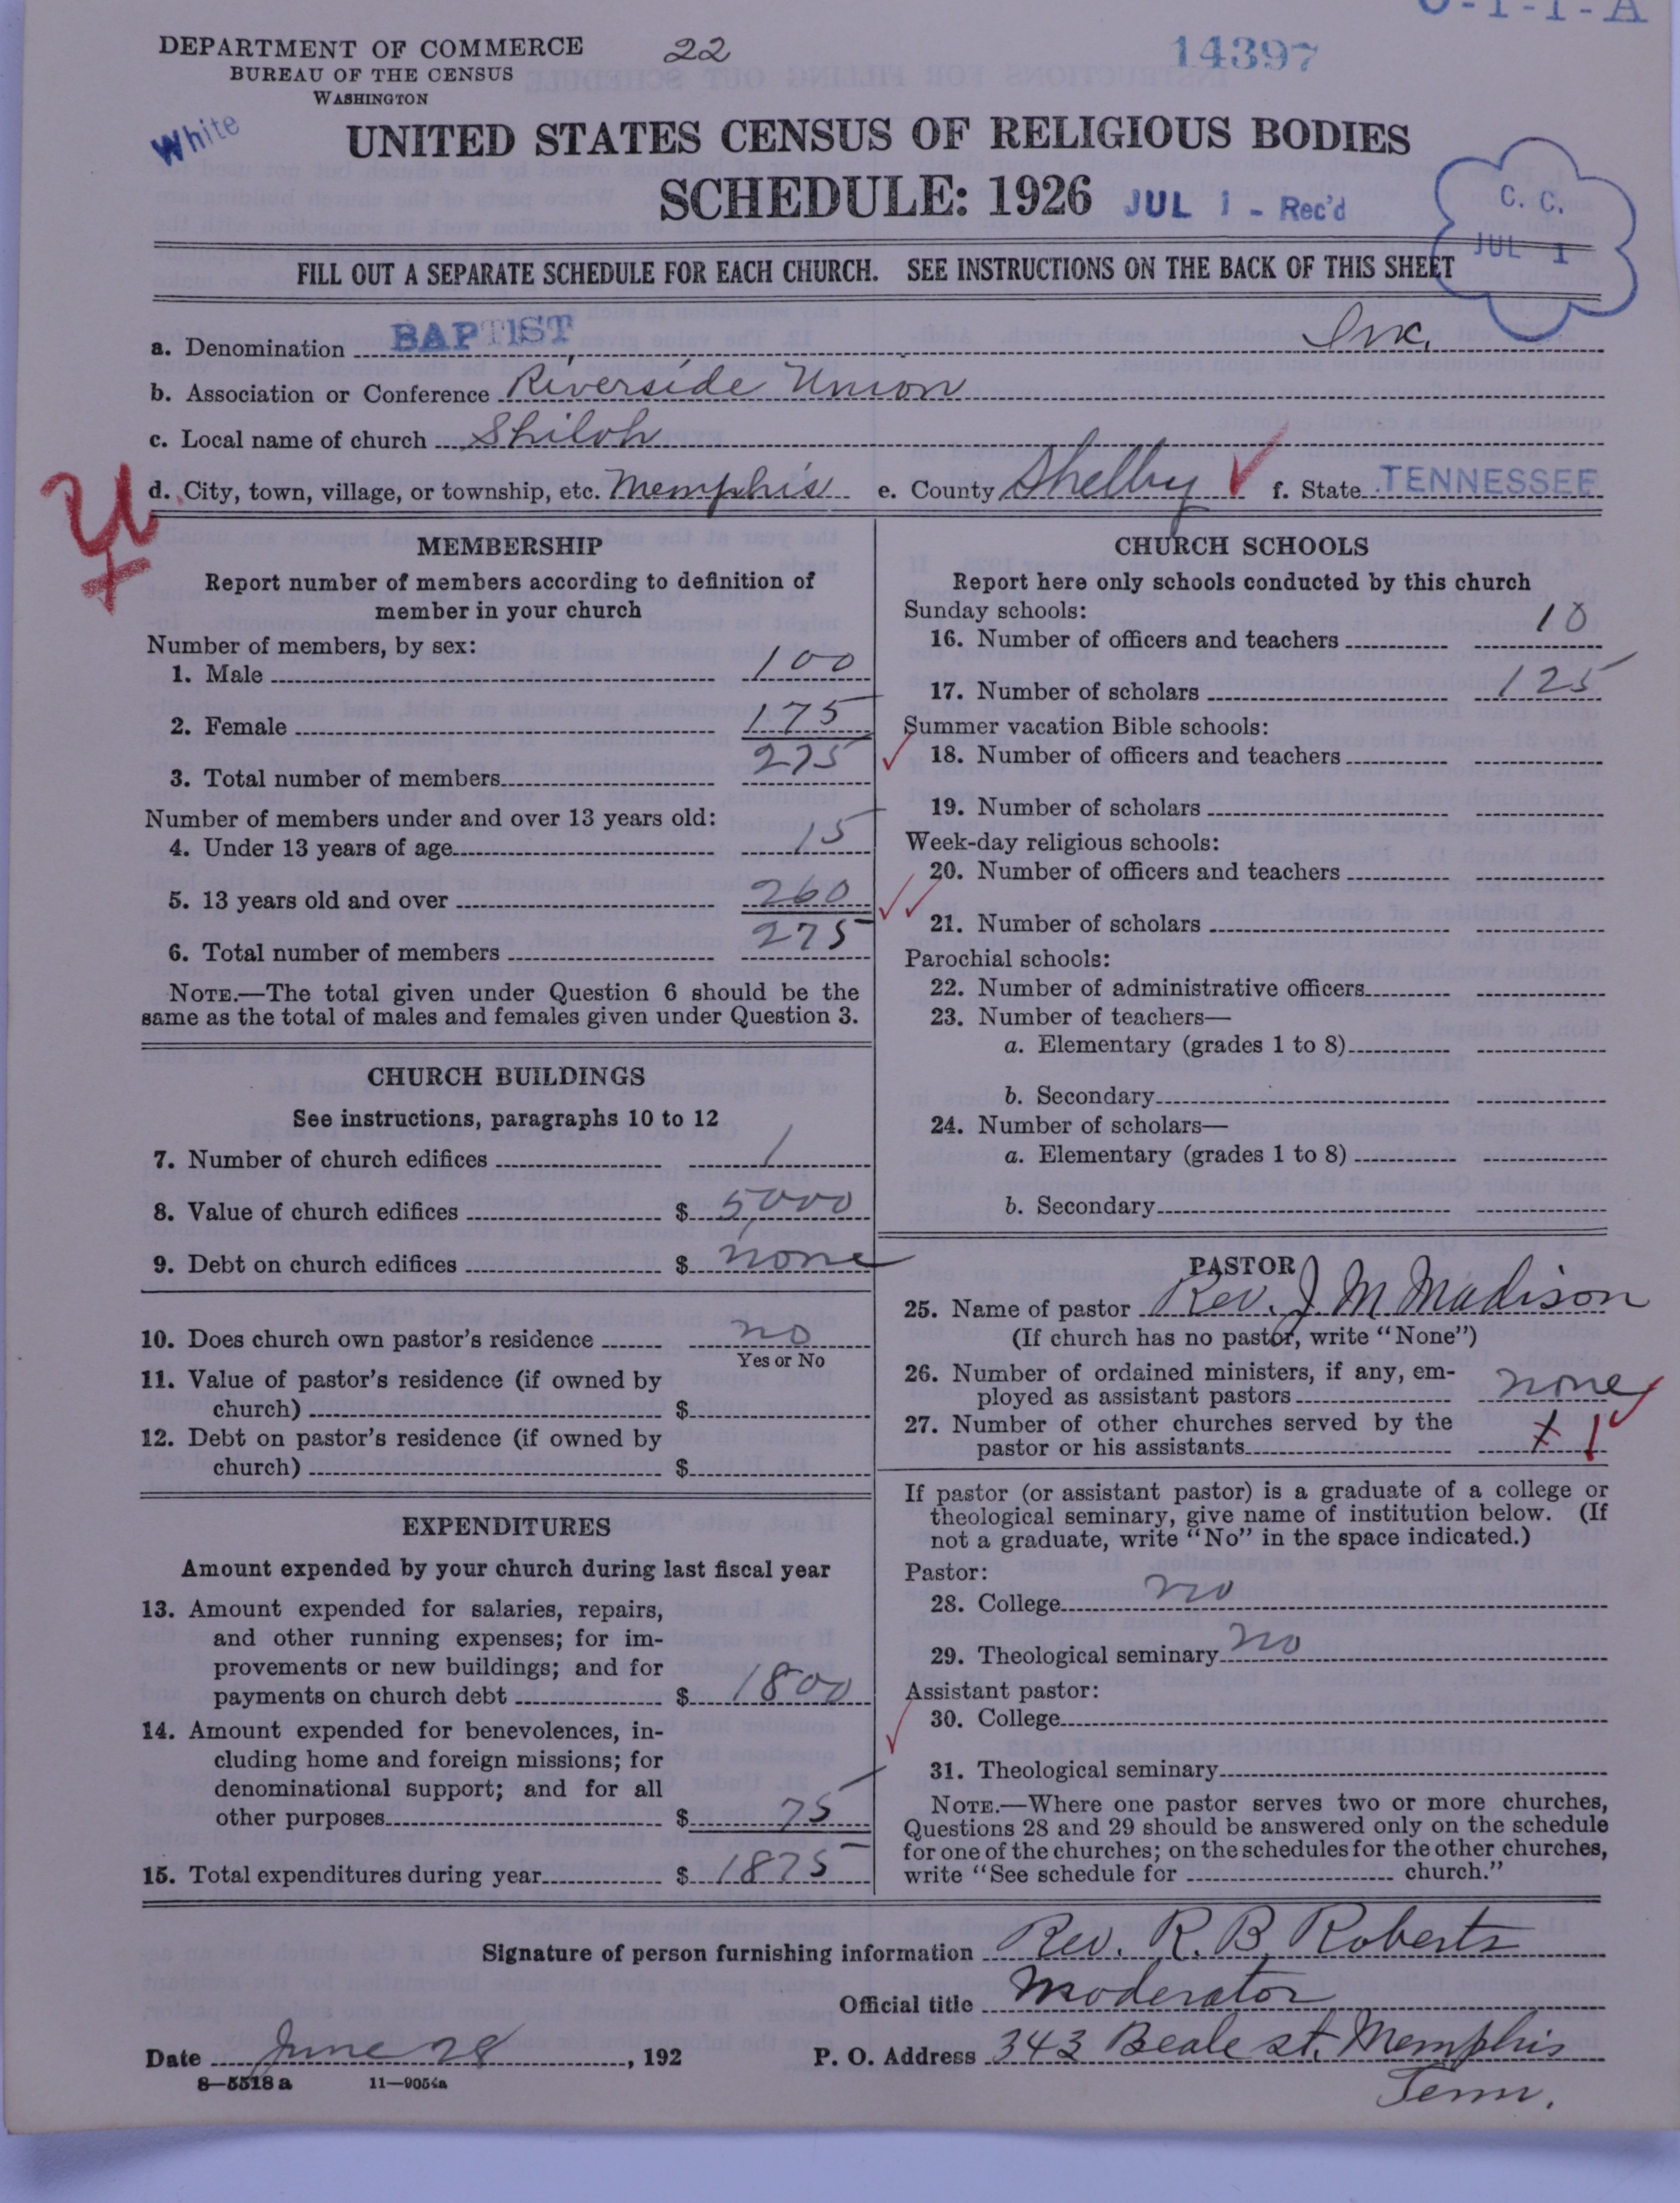 0-1-1-A
DEPARTMENT OF COMMERCE
BUREAU OF THE CENSUS
WASHINGTON
22
14397
White
UNITED STATES CENSUS OF RELIGIOUS BODIES
SCHEDULE: 1926
JUL 1 - Rec'd
C. C.
JUL 1
FILL OUT A SEPARATE SCHEDULE FOR EACH CHURCH. SEE INSTRUCTIONS ON THE BACK OF THIS SHEET
Inc.
a. Denomination BAPTIST
b. Association or Conference Riverside Union
c. Local name of church Shiloh
d. City, town, village, or township, etc. Memphis e. County Shelby f. State TENNESSEE
MEMBERSHIP
Report number of members according to definition of
member in your church
Number of members, by sex:
1. Male 100
2. Female 175
3. Total number of members 275
Number of members under and over 13 years old:
4. Under 13 years of age 15
5. 13 years old and over 260
6. Total number of members 275
NOTE.—The total given under Question 6 should be the
same as the total of males and females given under Question 3.
CHURCH BUILDINGS
See instructions, paragraphs 10 to 12
7. Number of church edifices 1
8. Value of church edifices $ 5000
9. Debt on church edifices $ none
10. Does church own pastor's residence no
Yes or No
11. Value of pastor's residence (if owned by
church) $
12. Debt on pastor's residence (if owned by
church) $
EXPENDITURES
Amount expended by your church during last fiscal year
13. Amount expended for salaries, repairs,
and other running expenses; for im-
provements or new buildings; and for
payments on church debt $ 1800
14. Amount expended for benevolences, in-
cluding home and foreign missions; for
denominational support; and for all
other purposes $ 75
15. Total expenditures during year $ 1875
CHURCH SCHOOLS
Report here only schools conducted by this church
Sunday schools:
16. Number of officers and teachers 10
17. Number of scholars 125
Summer vacation Bible schools:
18. Number of officers and teachers
19. Number of scholars
Week-day religious schools:
20. Number of officers and teachers
21. Number of scholars
Parochial schools:
22. Number of administrative officers
23. Number of teachers—
a. Elementary (grades 1 to 8)
b. Secondary
24. Number of scholars—
a. Elementary (grades 1 to 8)
b. Secondary
PASTOR
25. Name of pastor Rev. J M Madison
(If church has no pastor, write "None")
26. Number of ordained ministers, if any, em-
ployed as assistant pastors none
27. Number of other churches served by the
pastor or his assistants 1 1
If pastor (or assistant pastor) is a graduate of a college or
theological seminary, give name of institution below. (If
not a graduate, write "No" in the space indicated.)
Pastor:
28. College no
29. Theological seminary no
Assistant pastor:
30. College
31. Theological seminary
NOTE.—Where one pastor serves two or more churches,
Questions 28 and 29 should be answered only on the schedule
for one of the churches; on the schedules for the other churches,
write "See schedule for church."
Signature of person furnishing information Rev. R. B. Roberts
Official title Moderator
Date June 28, 192 P. O. Address 343 Beale st. Memphis
Tenn.
8—5518 a 11—9054a